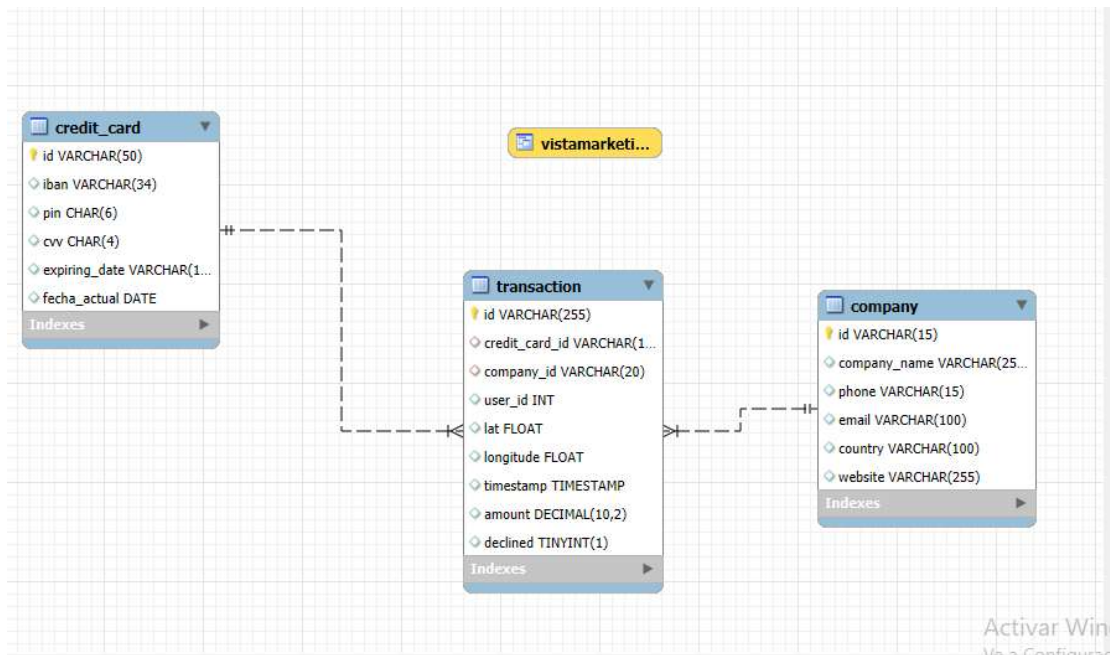 credit_card
id VARCHAR(50)
iban VARCHAR(34)
pin CHAR(6)
cvv CHAR(4)
expiring_date VARCHAR(1...
fecha_actual DATE
Indexes
vistamarketi...
transaction
id VARCHAR(255)
credit_card_id VARCHAR(1...
company_id VARCHAR(20)
user_id INT
lat FLOAT
longitude FLOAT
timestamp TIMESTAMP
amount DECIMAL(10,2)
declined TINYINT(1)
Indexes
company
id VARCHAR(15)
company_name VARCHAR(25...
phone VARCHAR(15)
email VARCHAR(100)
country VARCHAR(100)
website VARCHAR(255)
Indexes
Activar Win